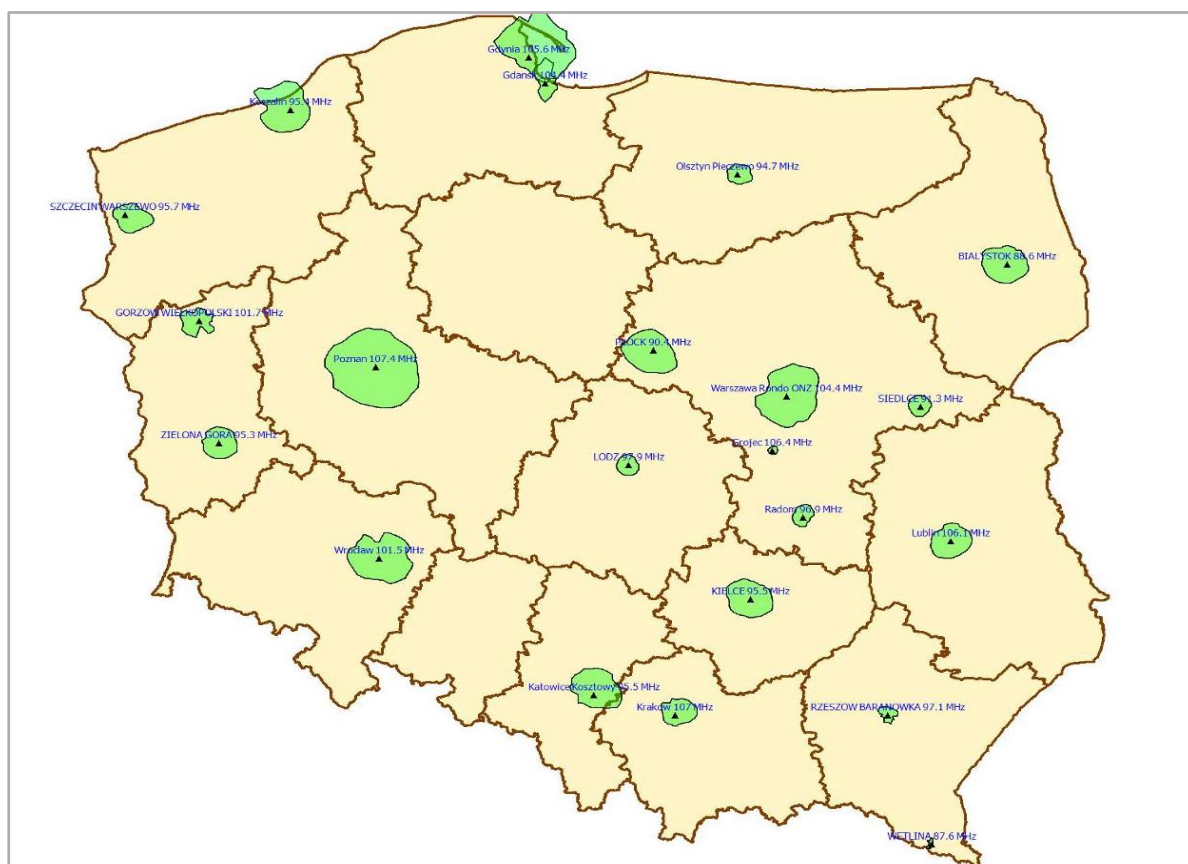 Gdynia 105.6 MHz
Gdansk 104.4 MHz
Koszalin 95.4 MHz
Olsztyn Pieczewo 94.7 MHz
SZCZECIN WARSZEWO 95.7 MHz
BIALYSTOK 88.6 MHz
GORZOW WIELKOPOLSKI 101.7 MHz
PLOCK 90.4 MHz
Poznan 107.4 MHz
Warszawa Rondo ONZ 104.4 MHz
SIEDLCE 91.3 MHz
ZIELONA GORA 95.3 MHz
Grojec 106.4 MHz
LODZ 97.9 MHz
Radom 96.9 MHz
Lublin 106.1 MHz
Wroclaw 101.5 MHz
KIELCE 95.5 MHz
Katowice Kosztowy 95.5 MHz
Krakow 107 MHz
RZESZOW BARANOWKA 97.1 MHz
WETLINA 87.6 MHz